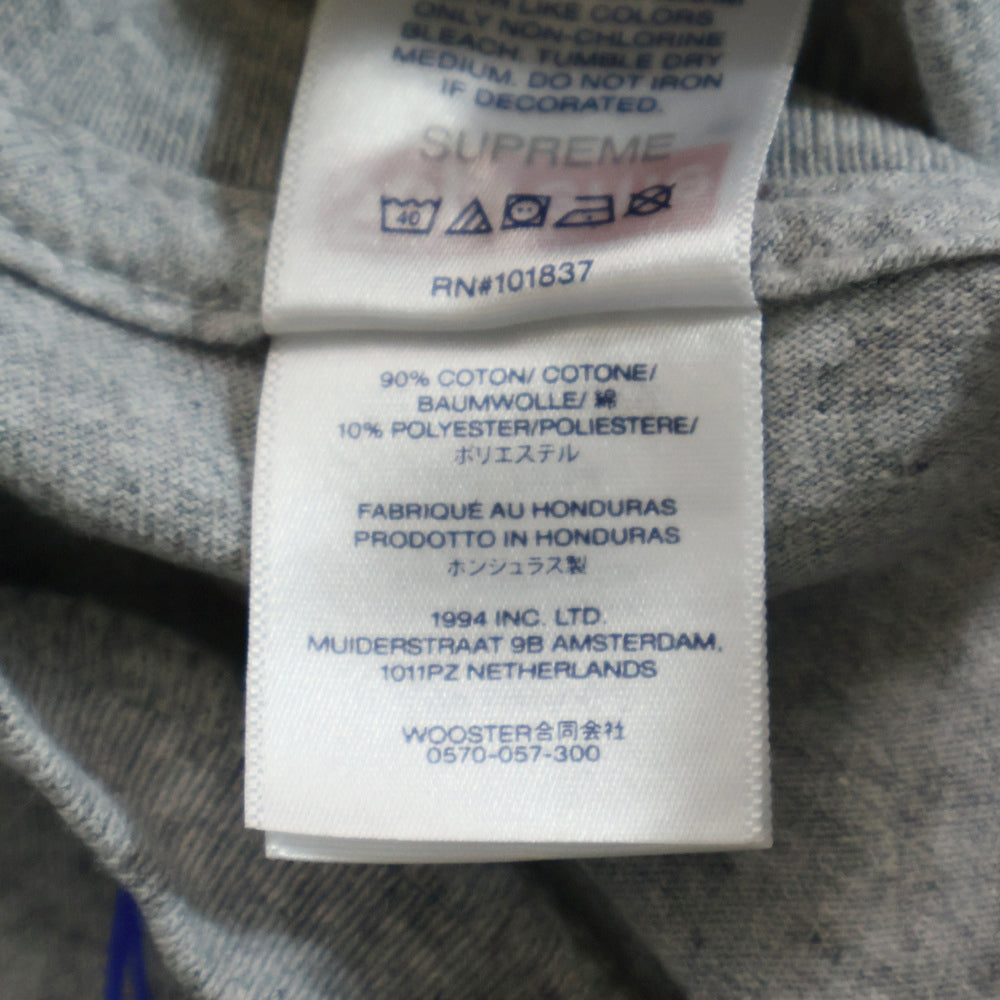 LIKE COLORS
ONLY NON-CHLORINE
BLEACH. TUMBLE DRY
MEDIUM. DO NOT IRON
IF DECORATED.
SUPREME
40
RN#101837
90% COTON/ COTONE/
BAUMWOLLE/ 綿
10% POLYESTER/POLIESTERE/
ポリエステル
FABRIQUÉ AU HONDURAS
PRODOTTO IN HONDURAS
ホンジュラス製
1994 INC. LTD.
MUIDERSTRAAT 9B AMSTERDAM,
1011PZ NETHERLANDS
WOOSTER合同会社
0570-057-300